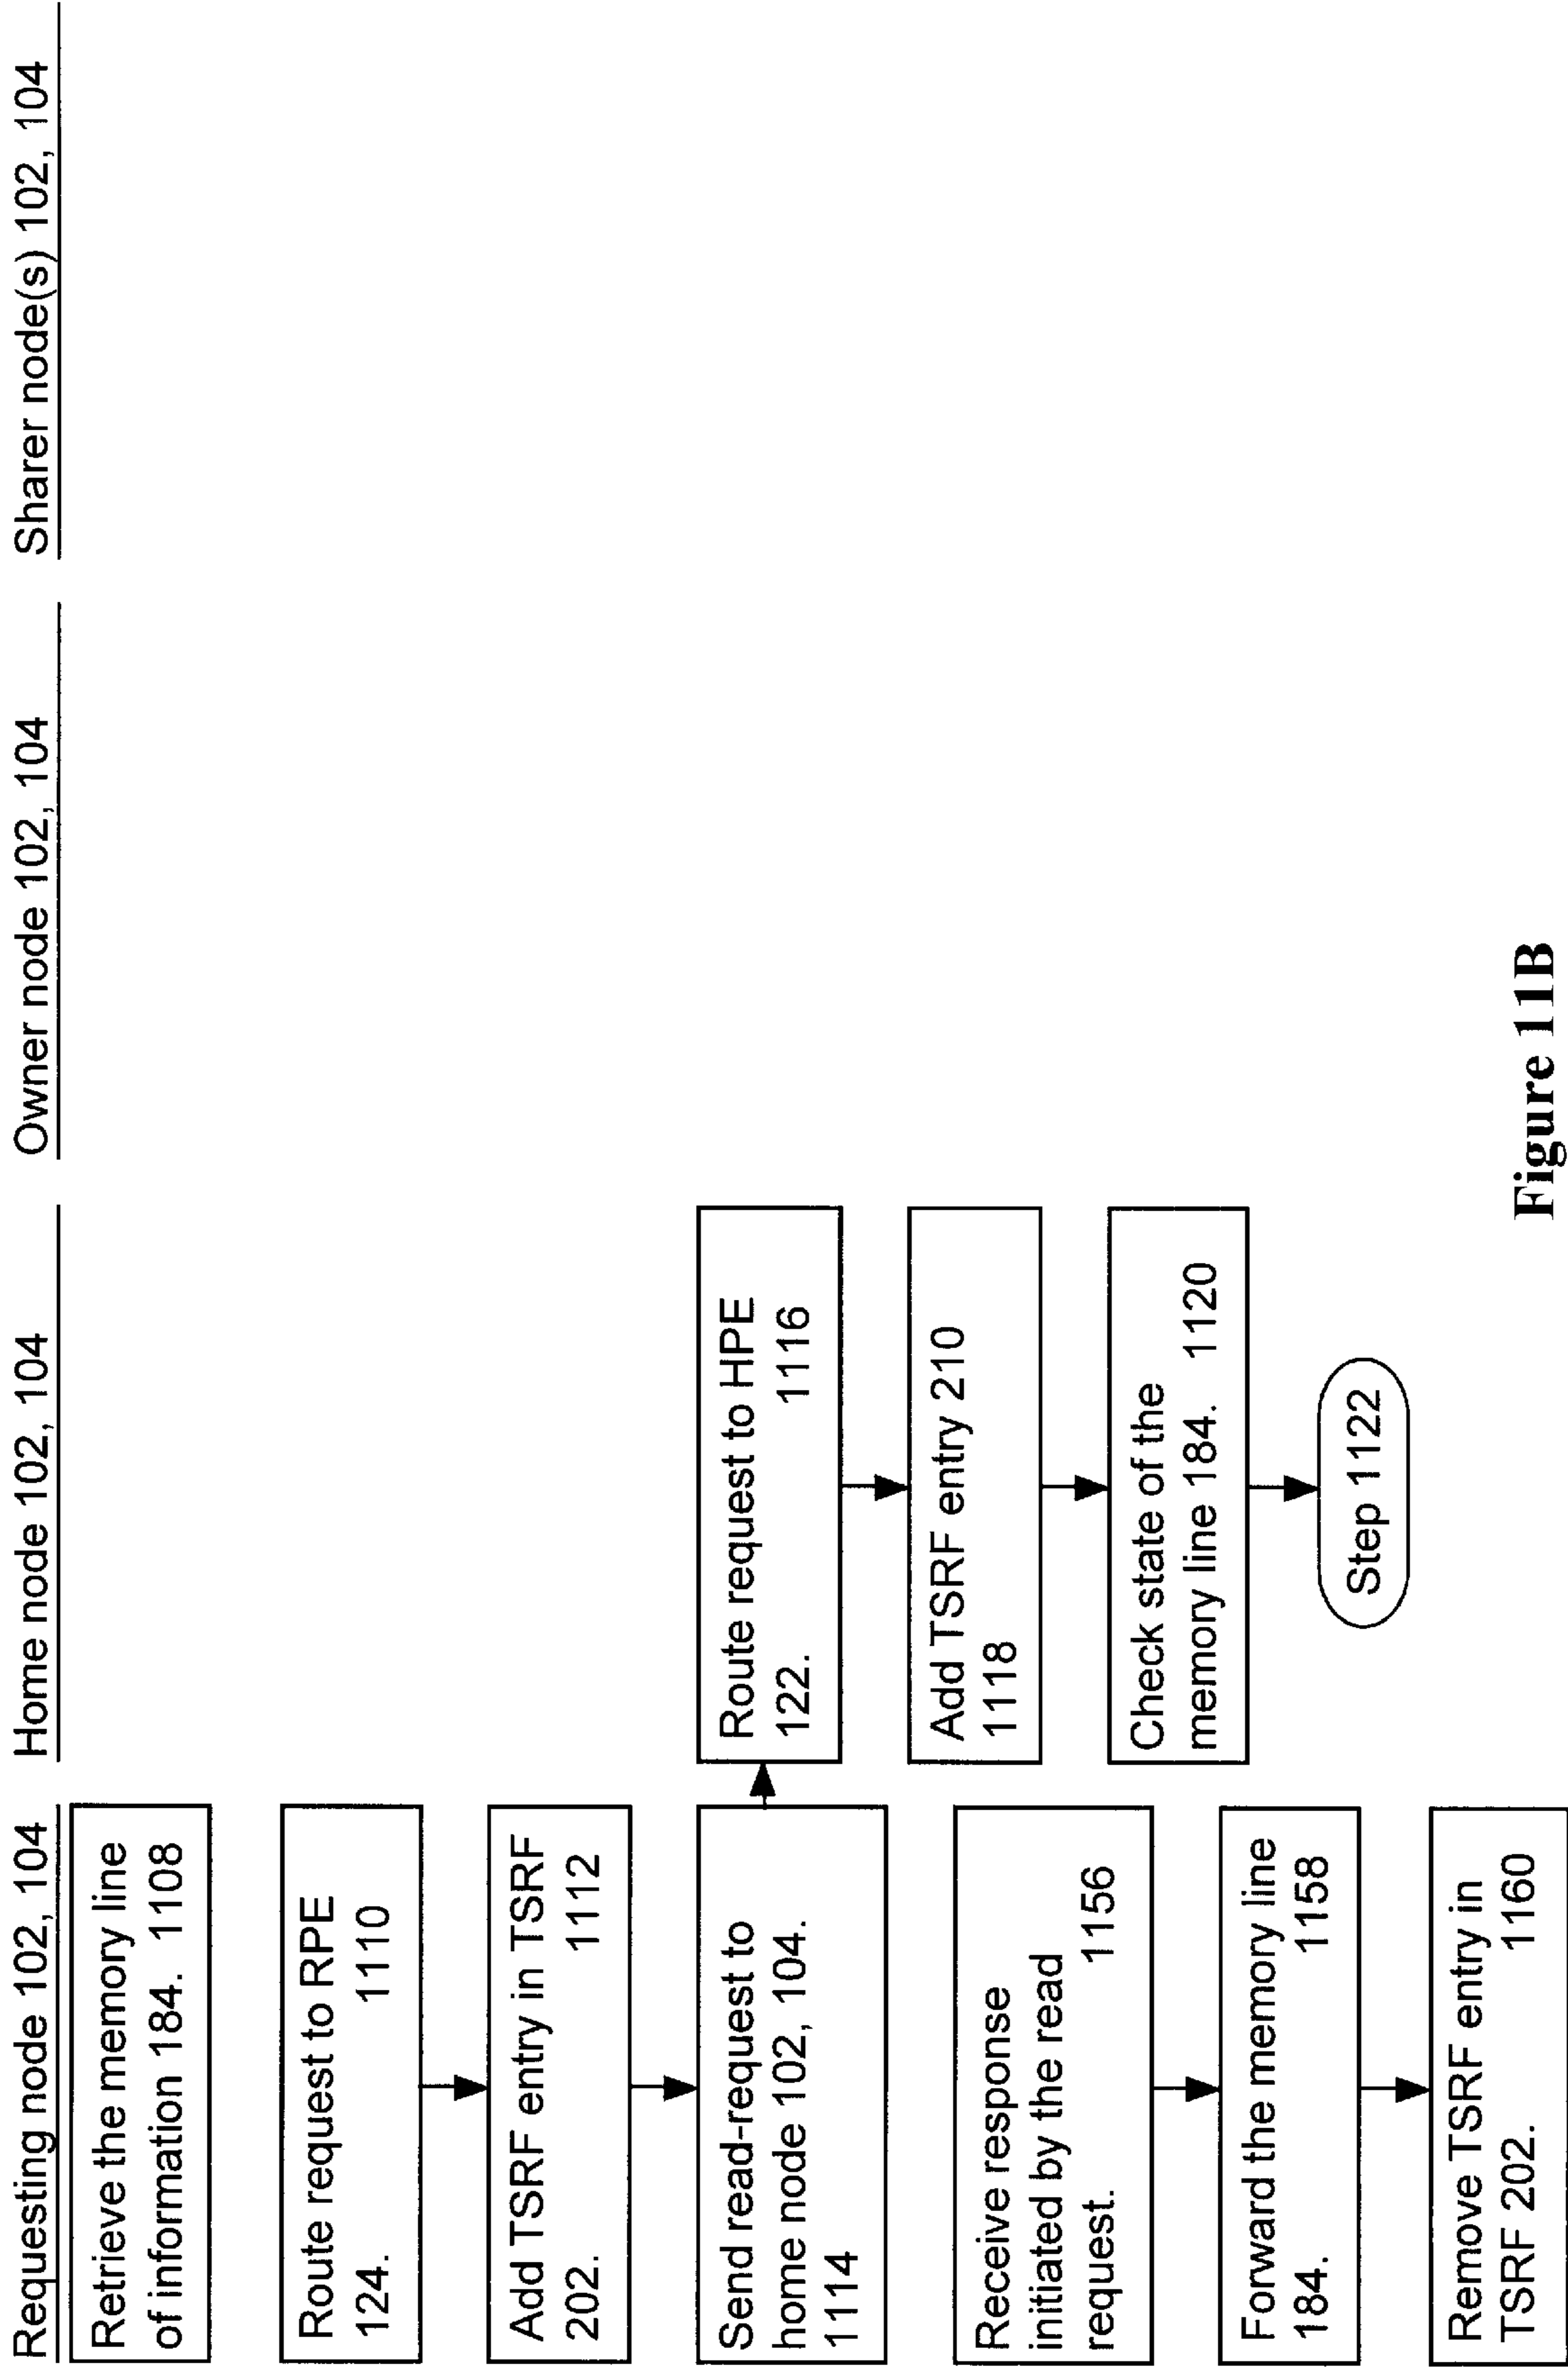 Requesting node 102, 104
Home node 102, 104
Owner node 102, 104
Sharer node(s) 102, 104
Retrieve the memory line
of information 184. 1108
Route request to RPE
124. 1110
Add TSRF entry in TSRF
202. 1112
Send read-request to
home node 102, 104.
1114
Route request to HPE
122. 1116
Add TSRF entry 210
1118
Check state of the
memory line 184. 1120
Step 1122
Receive response
initiated by the read
request. 1156
Forward the memory line
184. 1158
Remove TSRF entry in
TSRF 202. 1160
Figure 11B